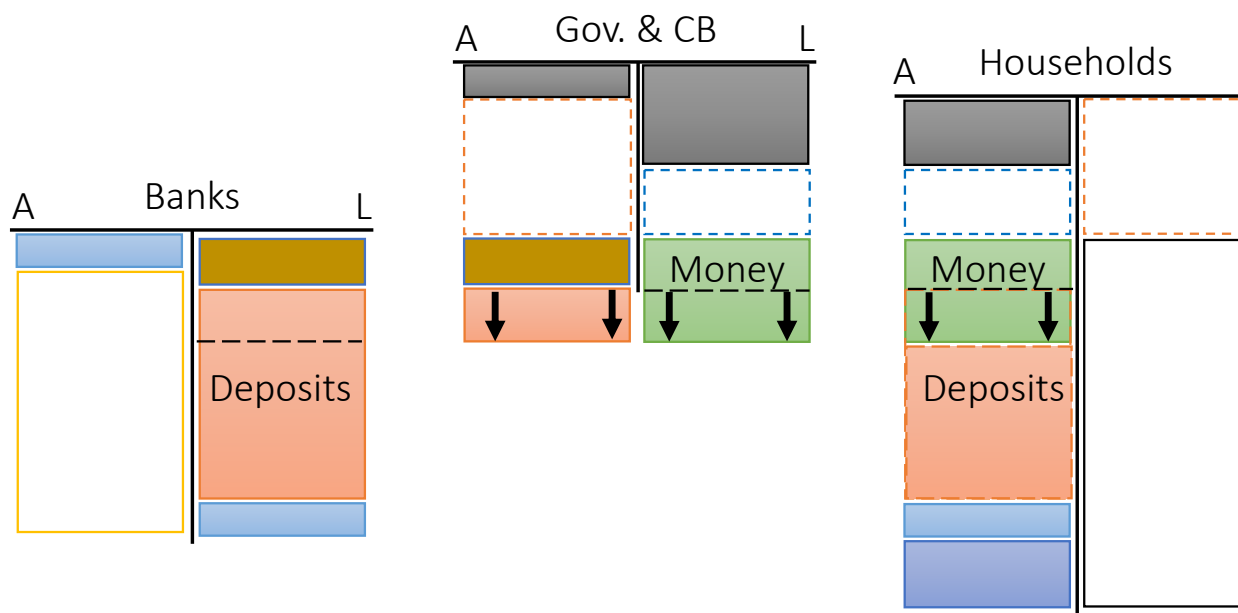 Gov. & CB
A
L
Households
A
Banks
A
L
Money
Money
Deposits
Deposits